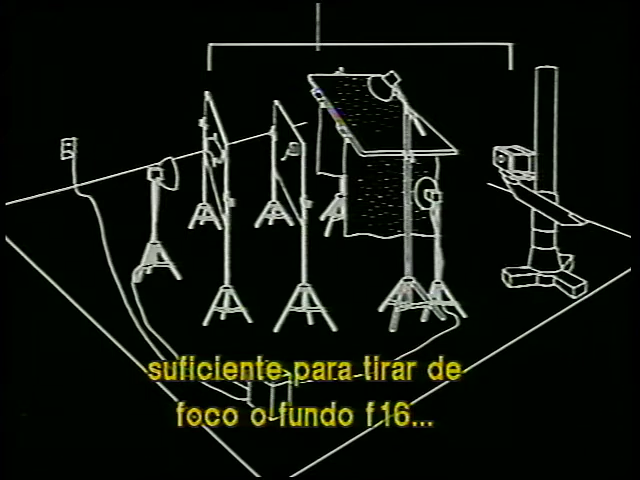 suficiente para tirar de
foco o fundo f16...